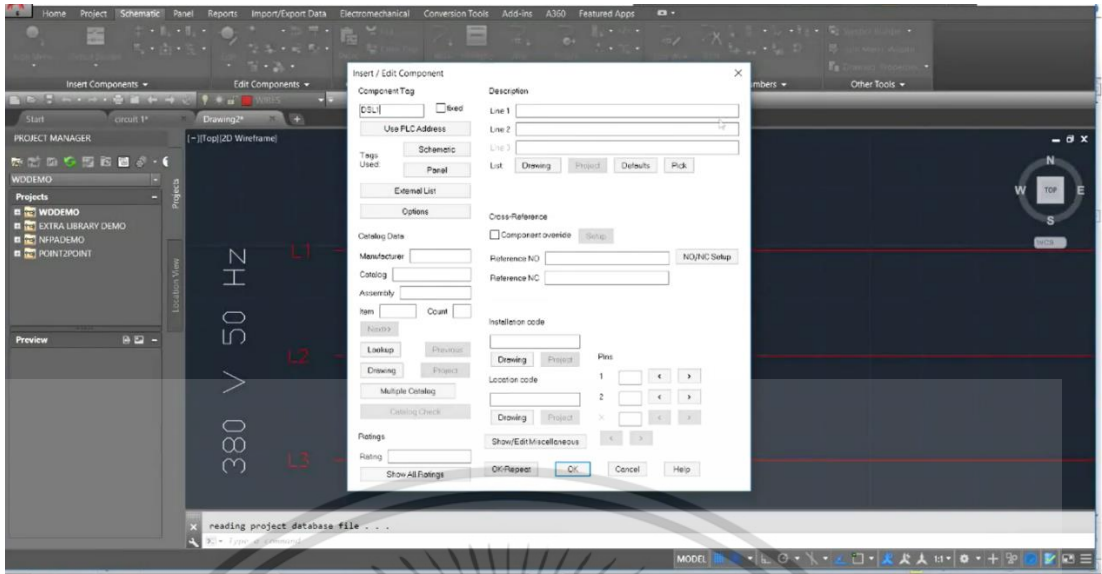 Home Project Schematic Panel Reports Import/Export Data Electromechanical Conversion Tools Add-ins A360 Featured Apps
Insert Components Edit Components Other Tools
Start circuit 1* Drawing2*
PROJECT MANAGER
[−][Top][2D Wireframe]
WDDEMO
Projects
WDDEMO
EXTRA LIBRARY DEMO
NFPADEMO
POINT2POINT
Projects
Location View
Preview
380 V 50 HZ
L1
L2
L3
Insert / Edit Component
Component Tag
DSL1
fixed
Use PLC Address
Tags Used:
Schematic
Panel
External List
Options
Catalog Data
Manufacturer
Catalog
Assembly
Item Count
Lookup Previous
Drawing Project
Multiple Catalog
Catalog Check
Ratings
Rating
Show All Ratings
Description
Line 1
Line 2
Line 3
List: Drawing Project Defaults Pick
Cross-Reference
Component override Setup
Reference NO NO/NC Setup
Reference NC
Installation code
Drawing Project
Location code
Drawing Project
Pins
1 < >
2 < >
X < >
< >
Show/Edit Miscellaneous
OK-Repeat OK Cancel Help
N
W TOP E
S
WCS
reading project database file . . .
Type a command
MODEL 1:1